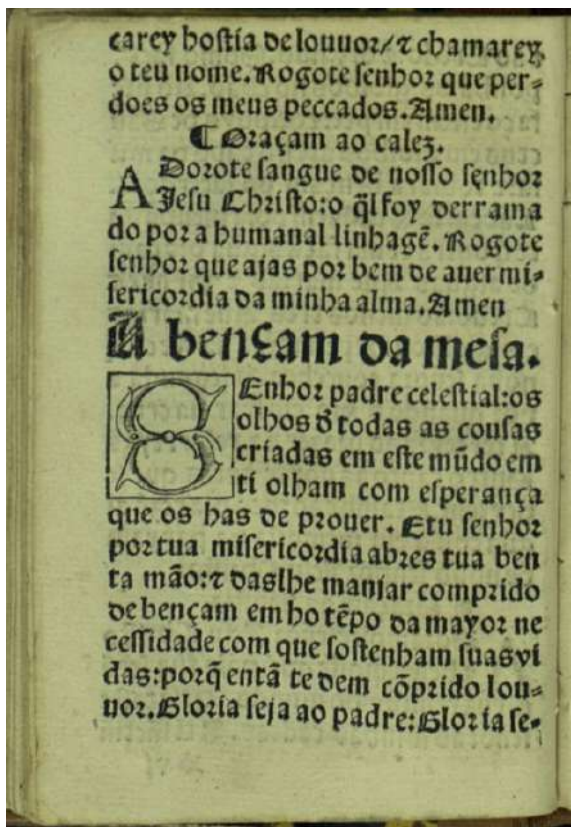 carey hostia de louuor/ ⁊ chamarey
o teu nome. Rogote senhor que per⸗
does os meus peccados. Amen.
¶ Oraçam ao calez.
ADorote sangue de nosso senhor
Jesu Christo: o q̃l foy derrama
do por a humanal linhagẽ. Rogote
senhor que ajas por bem de auer mi⸗
sericordia da minha alma. Amen
A bençam da mesa.
SEnhor padre celestial: os
olhos d̃ todas as cousas
criadas em este mũdo em
ti olham com esperança
que os has de prouer. E tu senhor
por tua misericordia abres tua ben
ta mão: ⁊ daslhe manjar comprido
de bençam em ho tẽpo da mayor ne
cessidade com que sostenham suas vi
das: porq̃ entã te dem cõprido lou⸗
uor. Gloria seja ao padre: Gloria se⸗